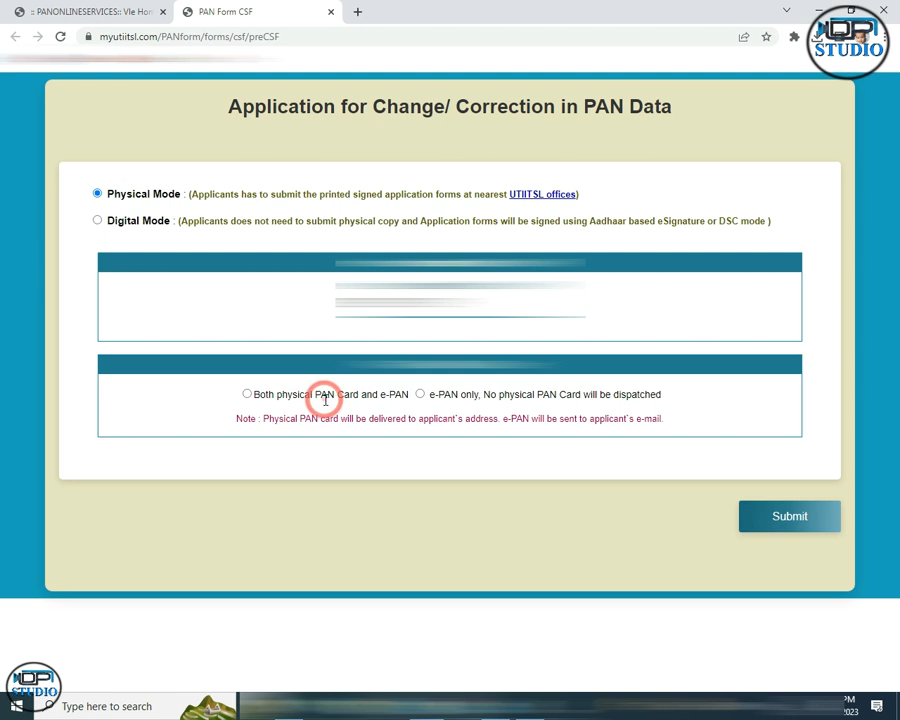 :: PANONLINESERVICES:: Vle Hom
PAN Form CSF
myutiitsl.com/PANform/forms/csf/preCSF
NDPI STUDIO
Application for Change/ Correction in PAN Data
Physical Mode : (Applicants has to submit the printed signed application forms at nearest UTIITSL offices)
Digital Mode : (Applicants does not need to submit physical copy and Application forms will be signed using Aadhaar based eSignature or DSC mode )
Both physical PAN Card and e-PAN e-PAN only, No physical PAN Card will be dispatched
Note : Physical PAN card will be delivered to applicant`s address. e-PAN will be sent to applicant`s e-mail.
Submit
NDPI STUDIO
Type here to search
PM
2023